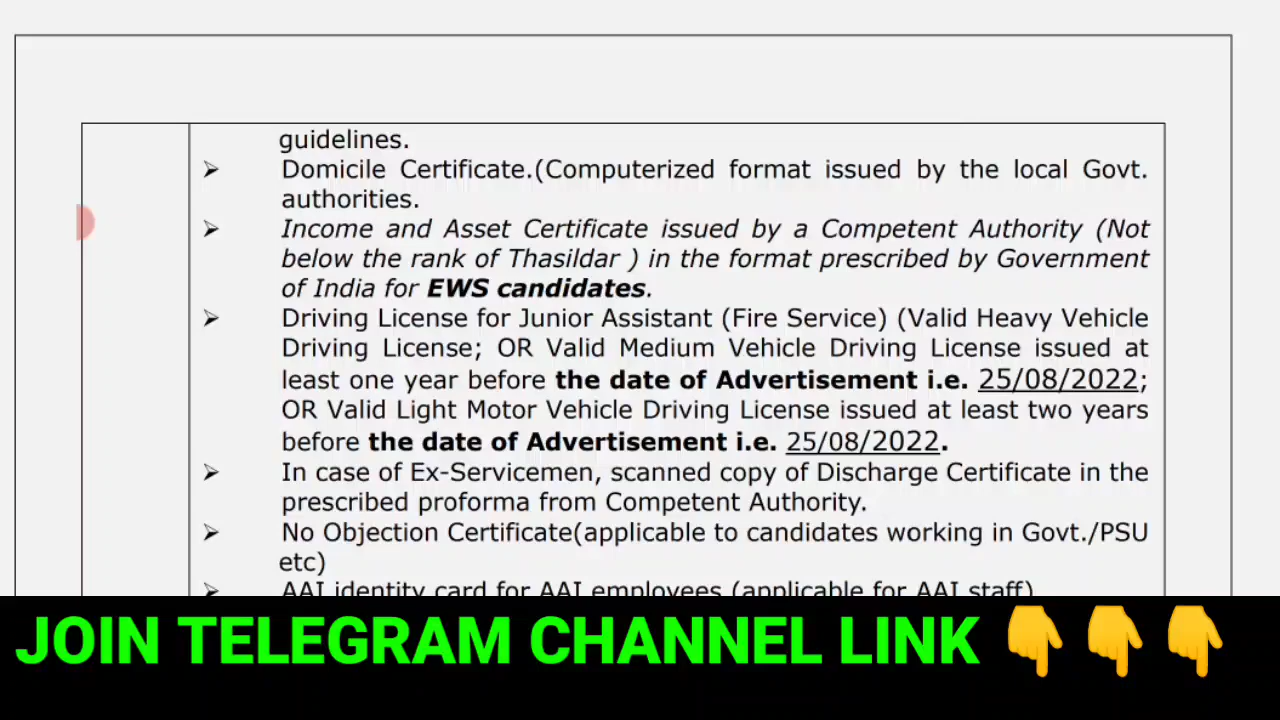 guidelines.
➢ Domicile Certificate.(Computerized format issued by the local Govt.
authorities.
➢ Income and Asset Certificate issued by a Competent Authority (Not
below the rank of Thasildar ) in the format prescribed by Government
of India for EWS candidates.
➢ Driving License for Junior Assistant (Fire Service) (Valid Heavy Vehicle
Driving License; OR Valid Medium Vehicle Driving License issued at
least one year before the date of Advertisement i.e. 25/08/2022;
OR Valid Light Motor Vehicle Driving License issued at least two years
before the date of Advertisement i.e. 25/08/2022.
➢ In case of Ex-Servicemen, scanned copy of Discharge Certificate in the
prescribed proforma from Competent Authority.
➢ No Objection Certificate(applicable to candidates working in Govt./PSU
etc)
➢ AAI identity card for AAI employees (applicable for AAI staff)
JOIN TELEGRAM CHANNEL LINK 👇👇👇